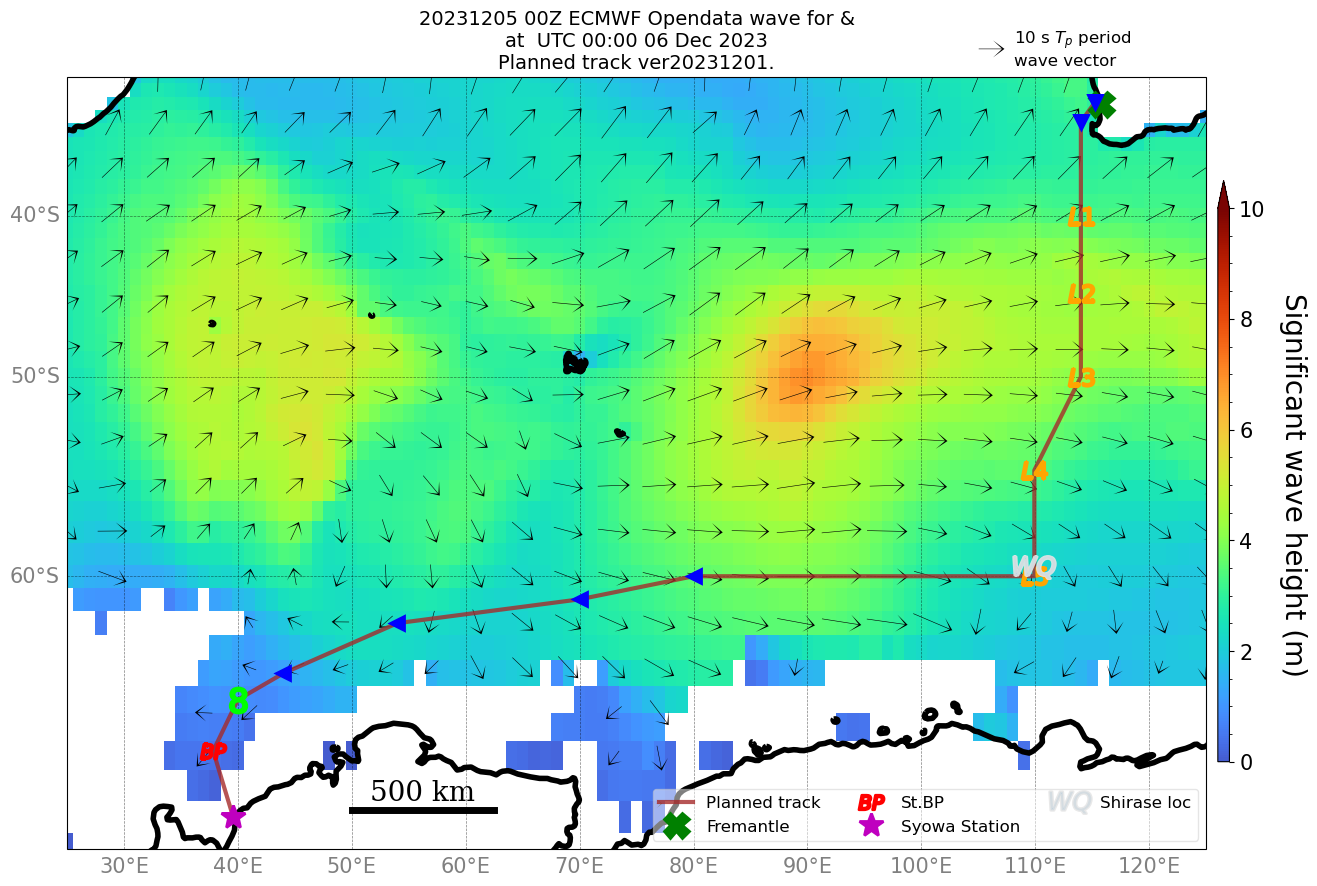 20231205 00Z ECMWF Opendata wave for &
at  UTC 00:00 06 Dec 2023
Planned track ver20231201.
10 s Tp period
wave vector
40°S
50°S
60°S
L1
L2
L3
L4
WQ
L5
8
BP
500 km
Planned track
Fremantle
BP St.BP
Syowa Station
WQ Shirase loc
30°E 40°E 50°E 60°E 70°E 80°E 90°E 100°E 110°E 120°E
10
8
6
4
2
0
Significant wave height (m)